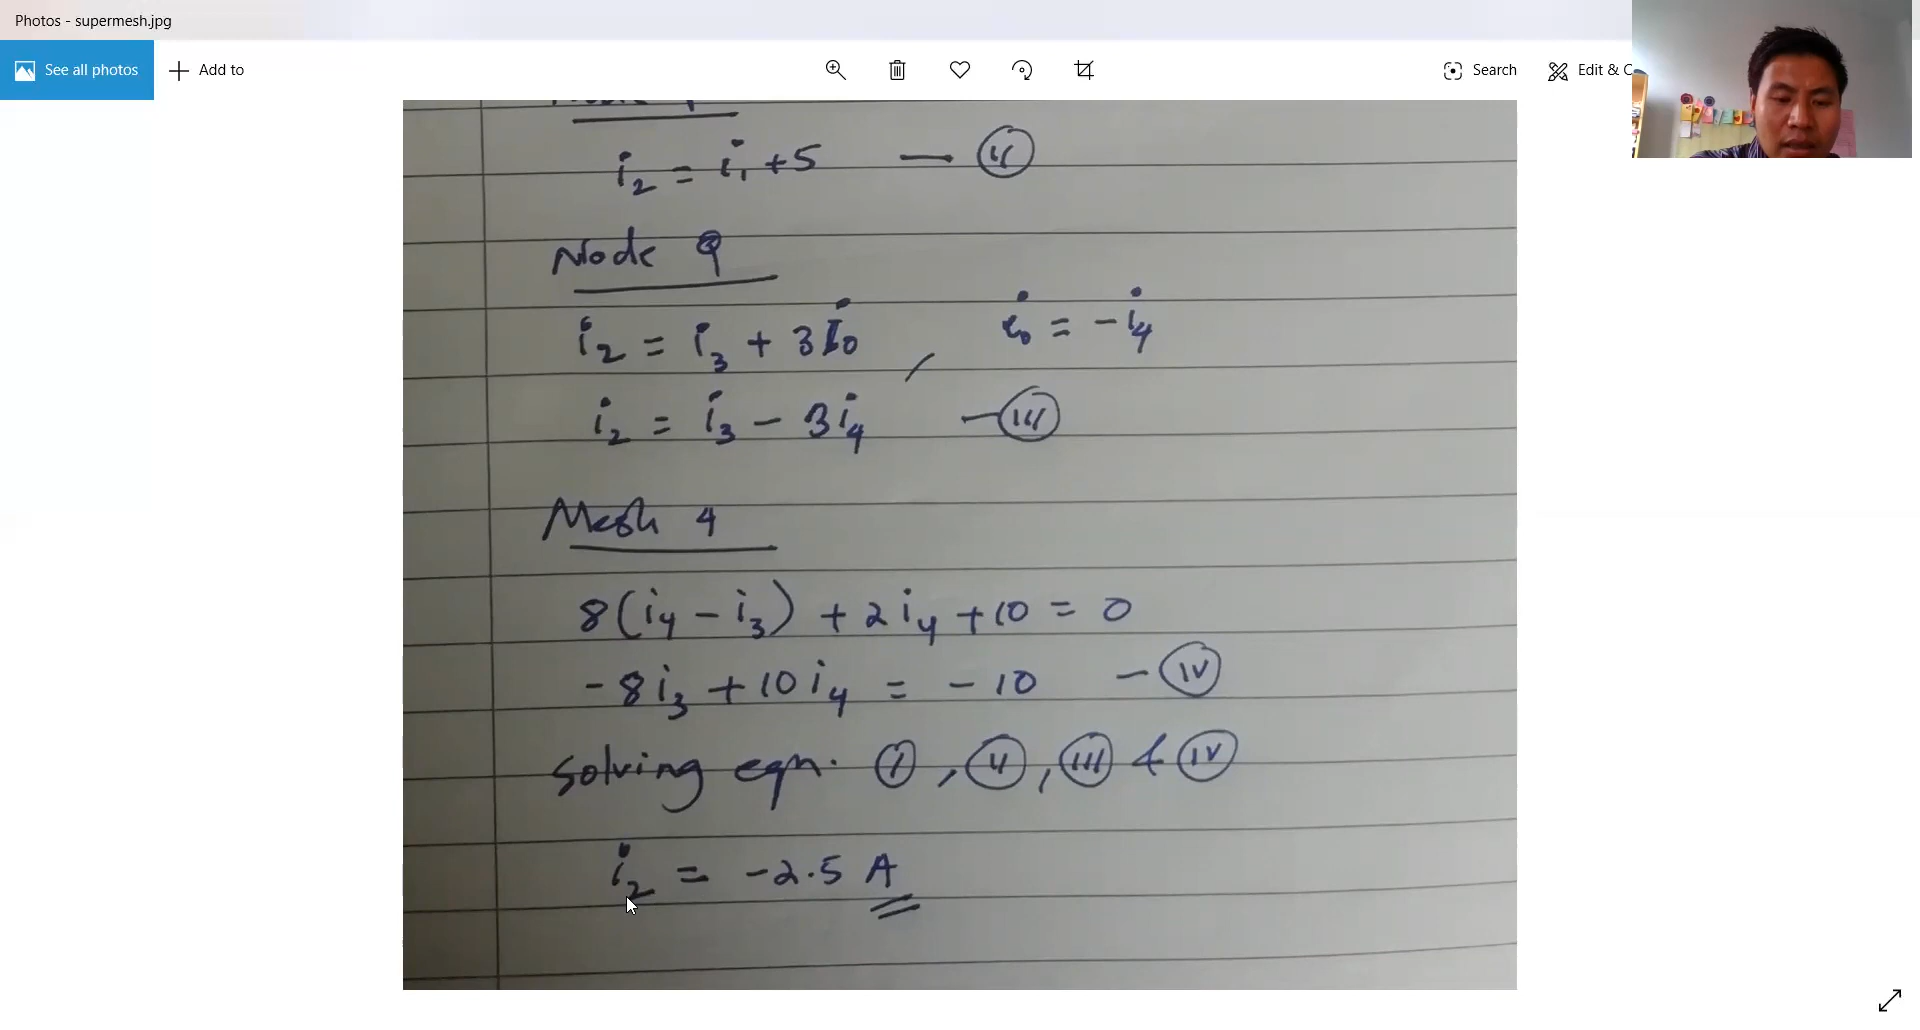 Photos - supermesh.jpg
See all photos
Add to
Search
Edit & C
i₂ = i₁ + 5 — (II)
Node Q
i₂ = i₃ + 3I₀ i₀ = -i₄
i₂ = i₃ - 3i₄ - (III)
Mesh 4
8(i₄ - i₃) + 2i₄ + 10 = 0
-8i₃ + 10i₄ = -10 - (IV)
Solving eqn. (I), (II), (III) & (IV)
i₂ = -2.5 A